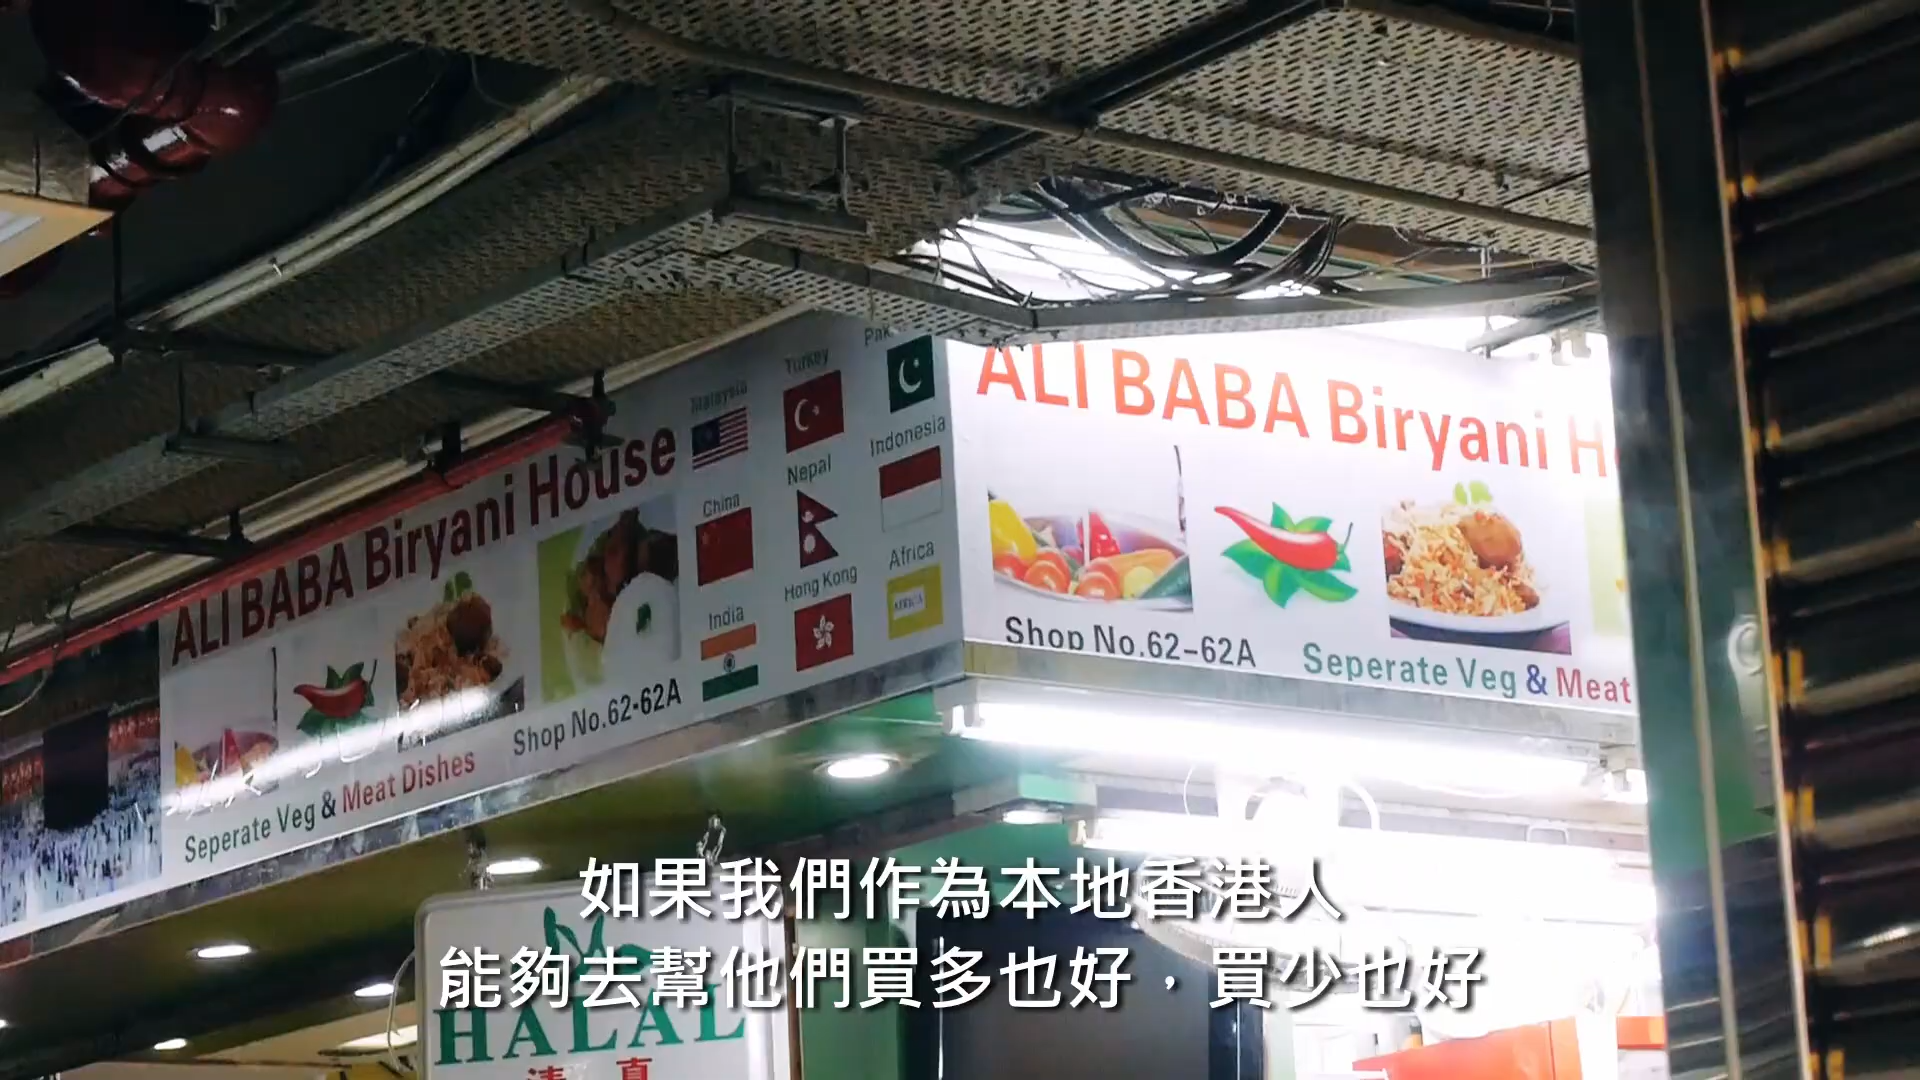 ALI BABA Biryani House
Seperate Veg & Meat Dishes
Shop No.62-62A
Malaysia
Turkey
Pak
China
Nepal
Indonesia
India
Hong Kong
Africa
AFRICA
ALI BABA Biryani H
Shop No.62-62A
Seperate Veg & Meat
HALAL
清真
如果我們作為本地香港人
能夠去幫他們買多也好，買少也好